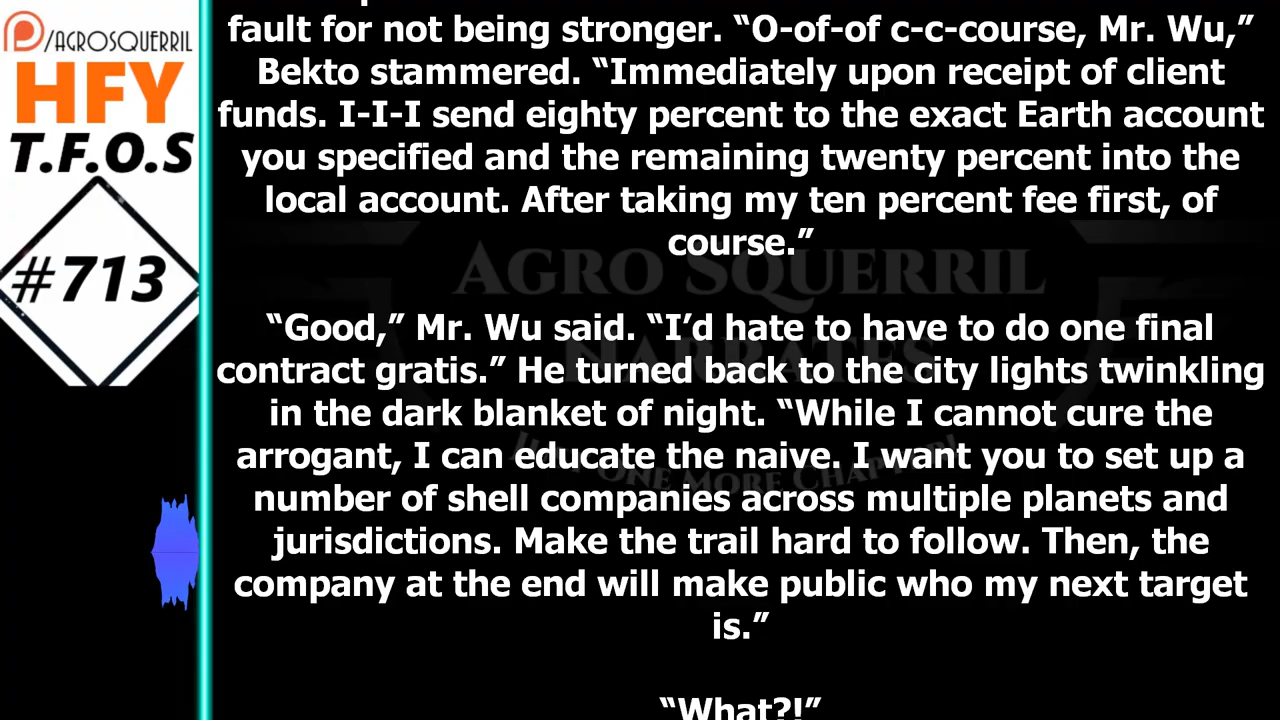 /AGROSQUERRIL
HFY
T.F.O.S
#713
fault for not being stronger. “O-of-of c-c-course, Mr. Wu,”
Bekto stammered. “Immediately upon receipt of client
funds. I-I-I send eighty percent to the exact Earth account
you specified and the remaining twenty percent into the
local account. After taking my ten percent fee first, of
course.”
“Good,” Mr. Wu said. “I’d hate to have to do one final
contract gratis.” He turned back to the city lights twinkling
in the dark blanket of night. “While I cannot cure the
arrogant, I can educate the naive. I want you to set up a
number of shell companies across multiple planets and
jurisdictions. Make the trail hard to follow. Then, the
company at the end will make public who my next target
is.”
“What?!”
AGRO SQUERRIL
NARRATES
ONE MORE CHAPTER!